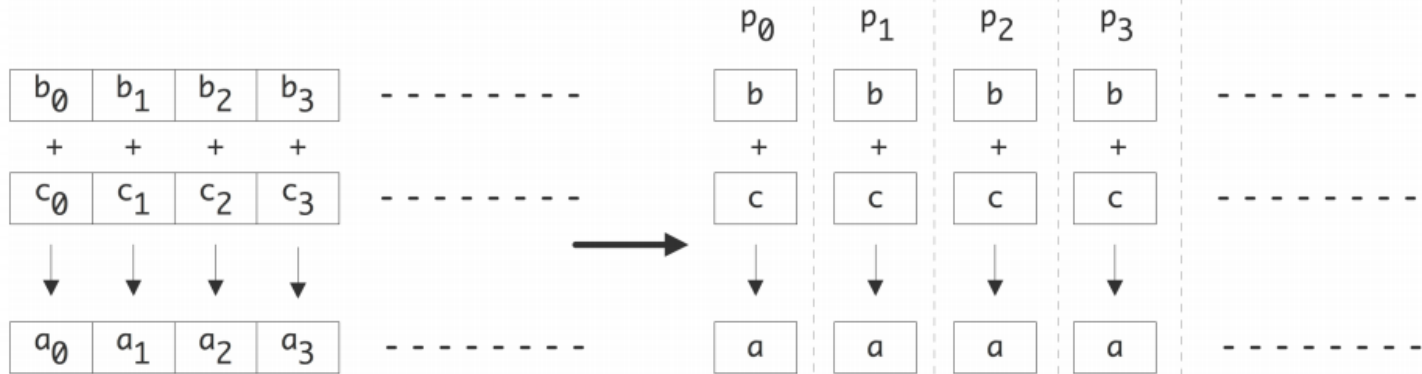 p0 p1 p2 p3
b0 b1 b2 b3 - - - - - - - - b b b b - - - - - - - -
+ + + + + + + +
c0 c1 c2 c3 - - - - - - - - c c c c - - - - - - - -
a0 a1 a2 a3 - - - - - - - - a a a a - - - - - - - -